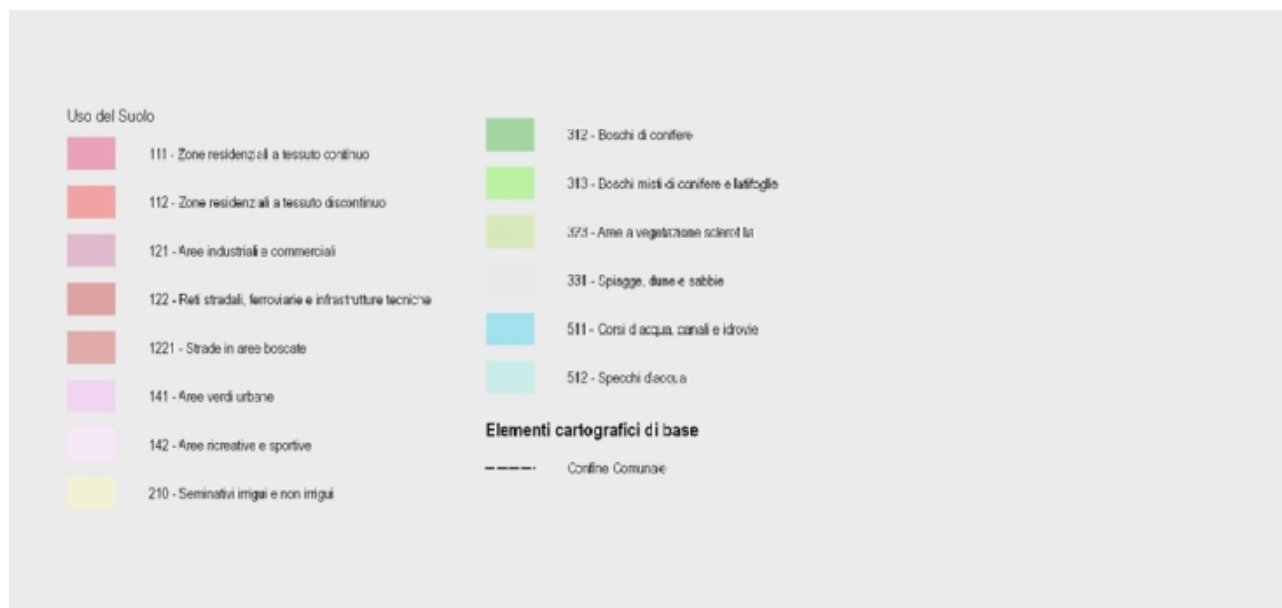 Uso del Suolo
111 - Zone residenziali a tessuto continuo
112 - Zone residenziali a tessuto discontinuo
121 - Aree industriali e commerciali
122 - Reti stradali, ferroviarie e infrastrutture tecniche
1221 - Strade in aree boscate
141 - Aree verdi urbane
142 - Aree ricreative e sportive
210 - Seminativi irrigui e non irrigui
312 - Boschi di conifere
313 - Boschi misti di conifere e latifoglie
323 - Aree a vegetazione sclerofilla
331 - Spiagge, dune e sabbie
511 - Corsi d'acqua, canali e idrovie
512 - Specchi d'acqua
Elementi cartografici di base
Confine Comunale